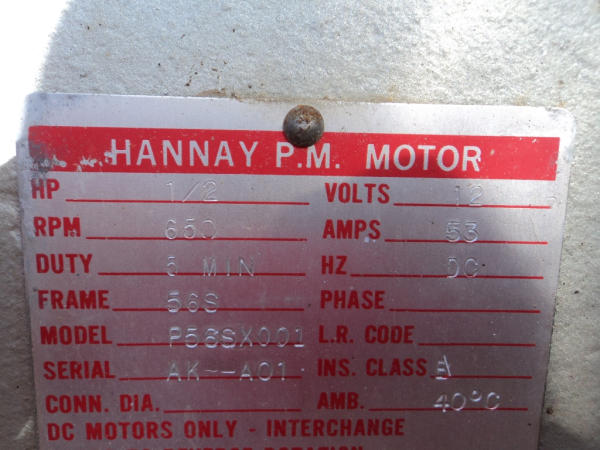 HANNAY P.M. MOTOR
HP 1/2 VOLTS 12
RPM 650 AMPS 53
DUTY 5 MIN HZ DC
FRAME 56S PHASE
MODEL P56SX001 L.R. CODE
SERIAL AK--A01 INS. CLASS A
CONN. DIA. AMB. 40°C
DC MOTORS ONLY - INTERCHANGE